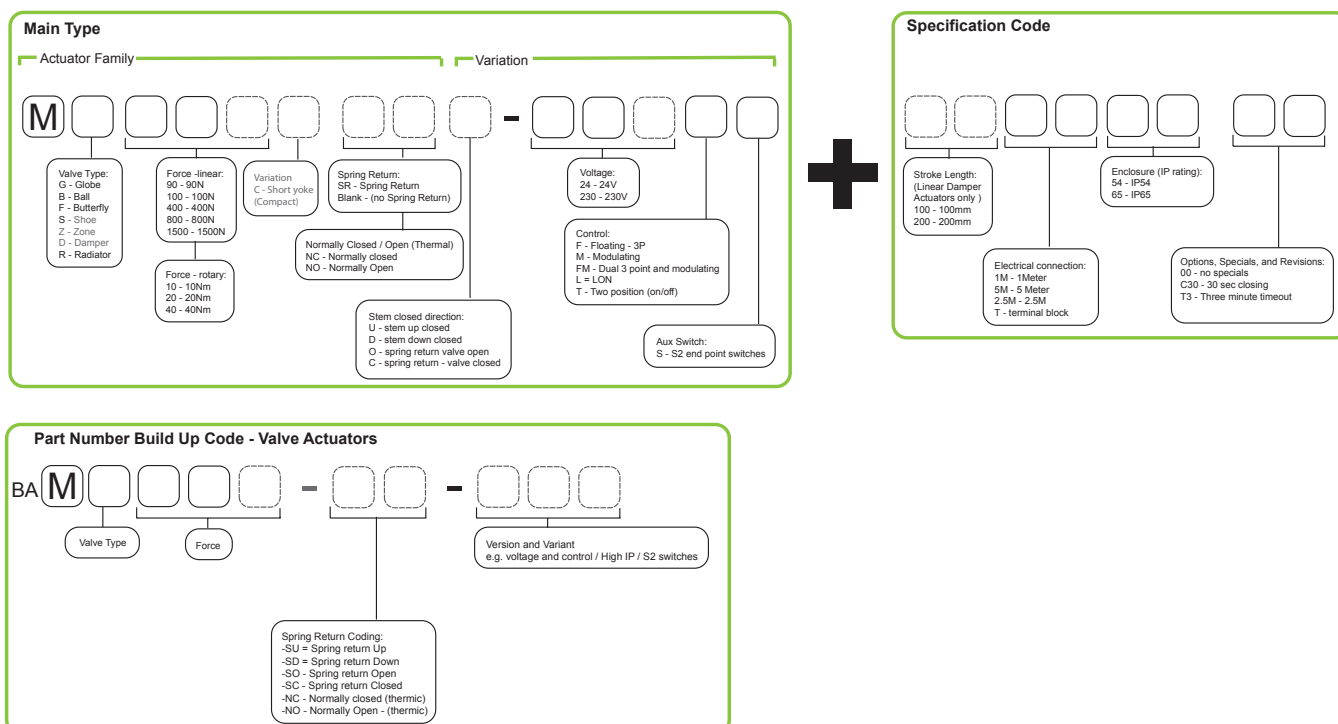 Main Type
Actuator Family
Variation
M
-
Valve Type:
G - Globe
B - Ball
F - Butterfly
S - Shoe
Z - Zone
D - Damper
R - Radiator
Force -linear:
90 - 90N
100 - 100N
400 - 400N
800 - 800N
1500 - 1500N
Force - rotary:
10 - 10Nm
20 - 20Nm
40 - 40Nm
Variation
C - Short yoke
(Compact)
Spring Return:
SR - Spring Return
Blank - (no Spring Return)
Normally Closed / Open (Thermal)
NC - Normally closed
NO - Normally Open
Stem closed direction:
U - stem up closed
D - stem down closed
O - spring return valve open
C - spring return - valve closed
Voltage:
24 - 24V
230 - 230V
Control:
F - Floating - 3P
M - Modulating
FM - Dual 3 point and modulating
L = LON
T - Two position (on/off)
Aux Switch:
S - S2 end point switches
Specification Code
Stroke Length:
(Linear Damper
Actuators only )
100 - 100mm
200 - 200mm
Electrical connection:
1M - 1Meter
5M - 5 Meter
2.5M - 2.5M
T - terminal block
Enclosure (IP rating):
54 - IP54
65 - IP65
Options, Specials, and Revisions:
00 - no specials
C30 - 30 sec closing
T3 - Three minute timeout
Part Number Build Up Code - Valve Actuators
BA M - -
Valve Type
Force
Version and Variant
e.g. voltage and control / High IP / S2 switches
Spring Return Coding:
-SU = Spring return Up
-SD = Spring return Down
-SO - Spring return Open
-SC - Spring return Closed
-NC - Normally closed (thermic)
-NO - Normally Open - (thermic)